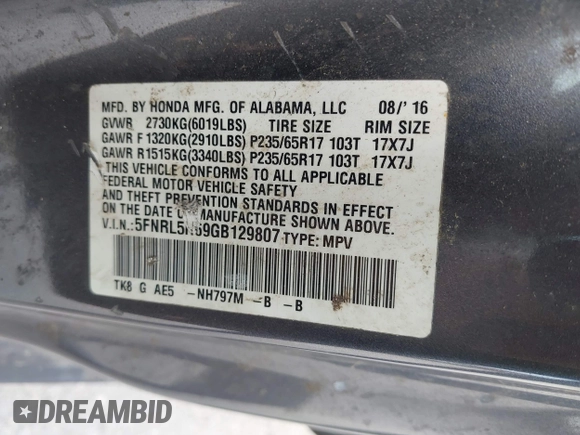 MFD. BY HONDA MFG. OF ALABAMA, LLC 08/'16
GVWR 2730KG(6019LBS) TIRE SIZE RIM SIZE
GAWR F1320KG(2910LBS) P235/65R17 103T 17X7J
GAWR R1515KG(3340LBS) P235/65R17 103T 17X7J
THIS VEHICLE CONFORMS TO ALL APPLICABLE
FEDERAL MOTOR VEHICLE SAFETY
AND THEFT PREVENTION STANDARDS IN EFFECT
ON THE DATE OF MANUFACTURE SHOWN ABOVE.
V.I.N.: TYPE: MPV
TK8 G AE5 -NH797M -B -B
DREAMBID